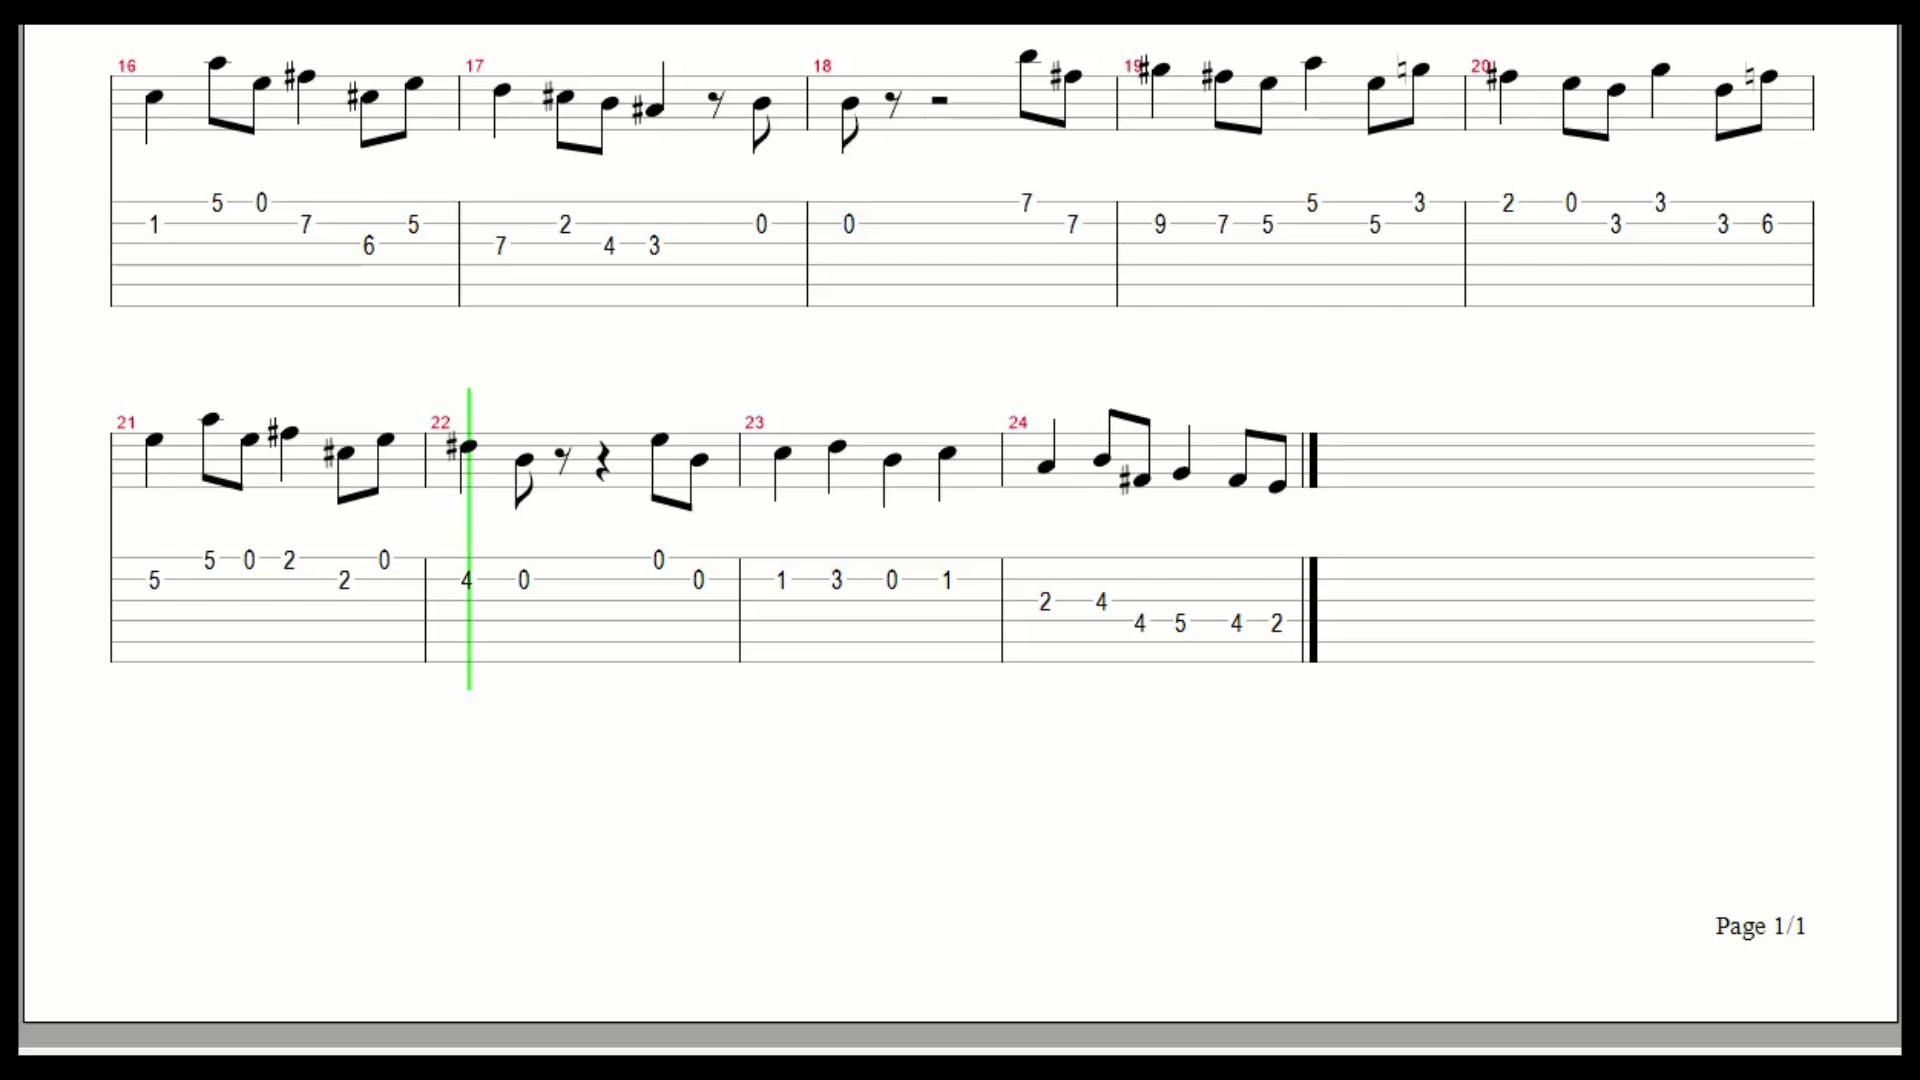 16 17 18 19 20
5 0 7 5 3 2 0 3
1 7 5 2 0 0 7 9 7 5 5 3 3 6
6 7 4 3
21 22 23 24
5 0 2 0 0
5 2 4 0 0 1 3 0 1
2 4
4 5 4 2
Page 1/1